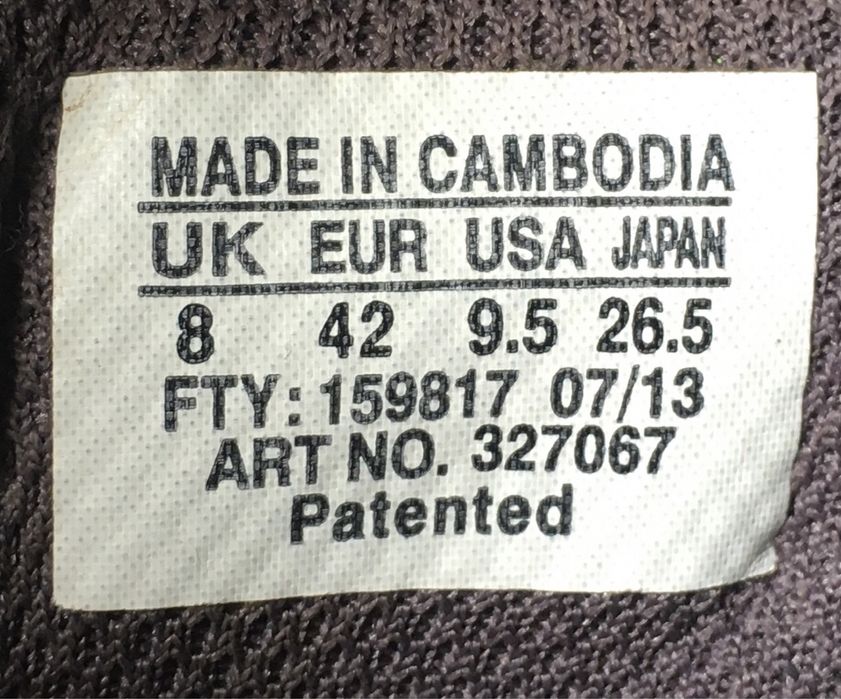 MADE IN CAMBODIA
UK EUR USA JAPAN
8 42 9.5 26.5
FTY: 159817 07/13
ART NO. 327067
Patented